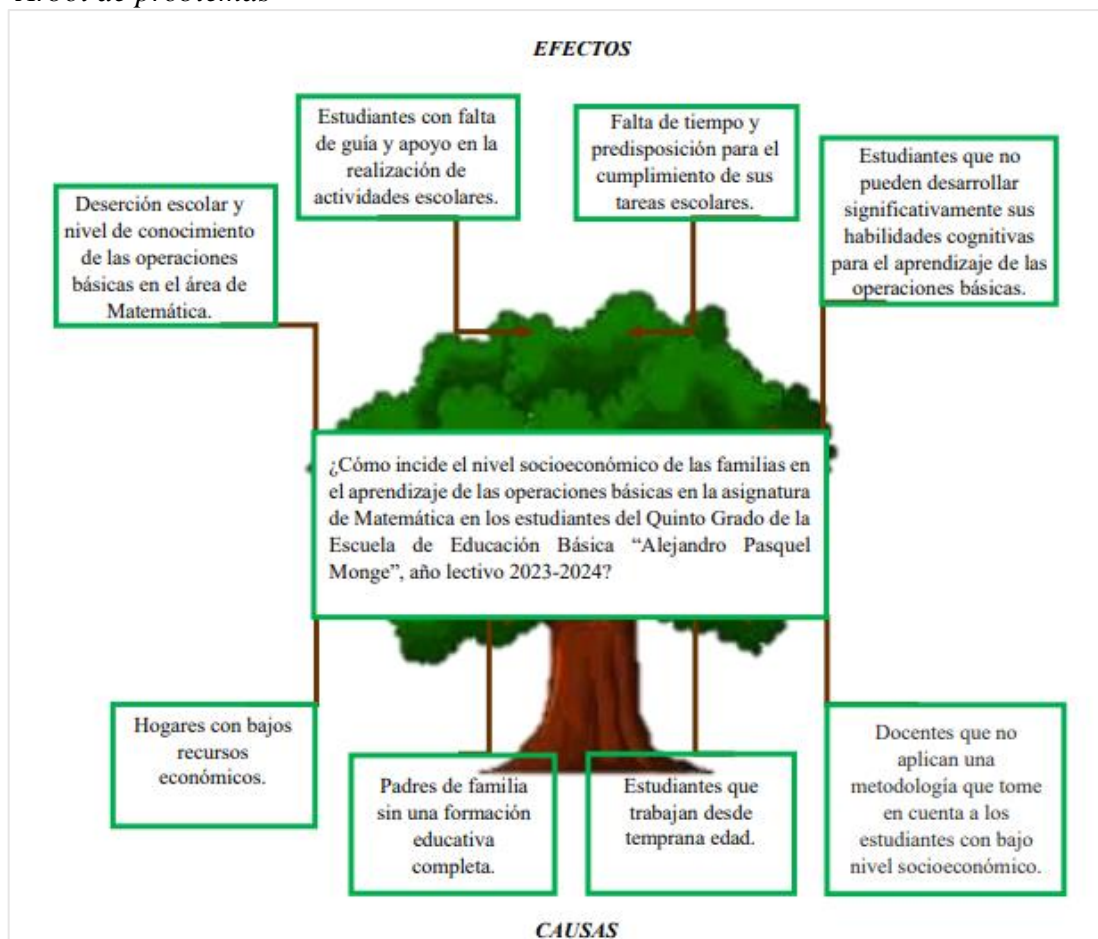 Árbol de problemas
EFECTOS
Estudiantes con falta
de guía y apoyo en la
realización de
actividades escolares.
Falta de tiempo y
predisposición para el
cumplimiento de sus
tareas escolares.
Deserción escolar y
nivel de conocimiento
de las operaciones
básicas en el área de
Matemática.
Estudiantes que no
pueden desarrollar
significativamente sus
habilidades cognitivas
para el aprendizaje de las
operaciones básicas.
¿Cómo incide el nivel socioeconómico de las familias en
el aprendizaje de las operaciones básicas en la asignatura
de Matemática en los estudiantes del Quinto Grado de la
Escuela de Educación Básica “Alejandro Pasquel
Monge”, año lectivo 2023-2024?
Hogares con bajos
recursos
económicos.
Padres de familia
sin una formación
educativa
completa.
Estudiantes que
trabajan desde
temprana edad.
Docentes que no
aplican una
metodología que tome
en cuenta a los
estudiantes con bajo
nivel socioeconómico.
CAUSAS